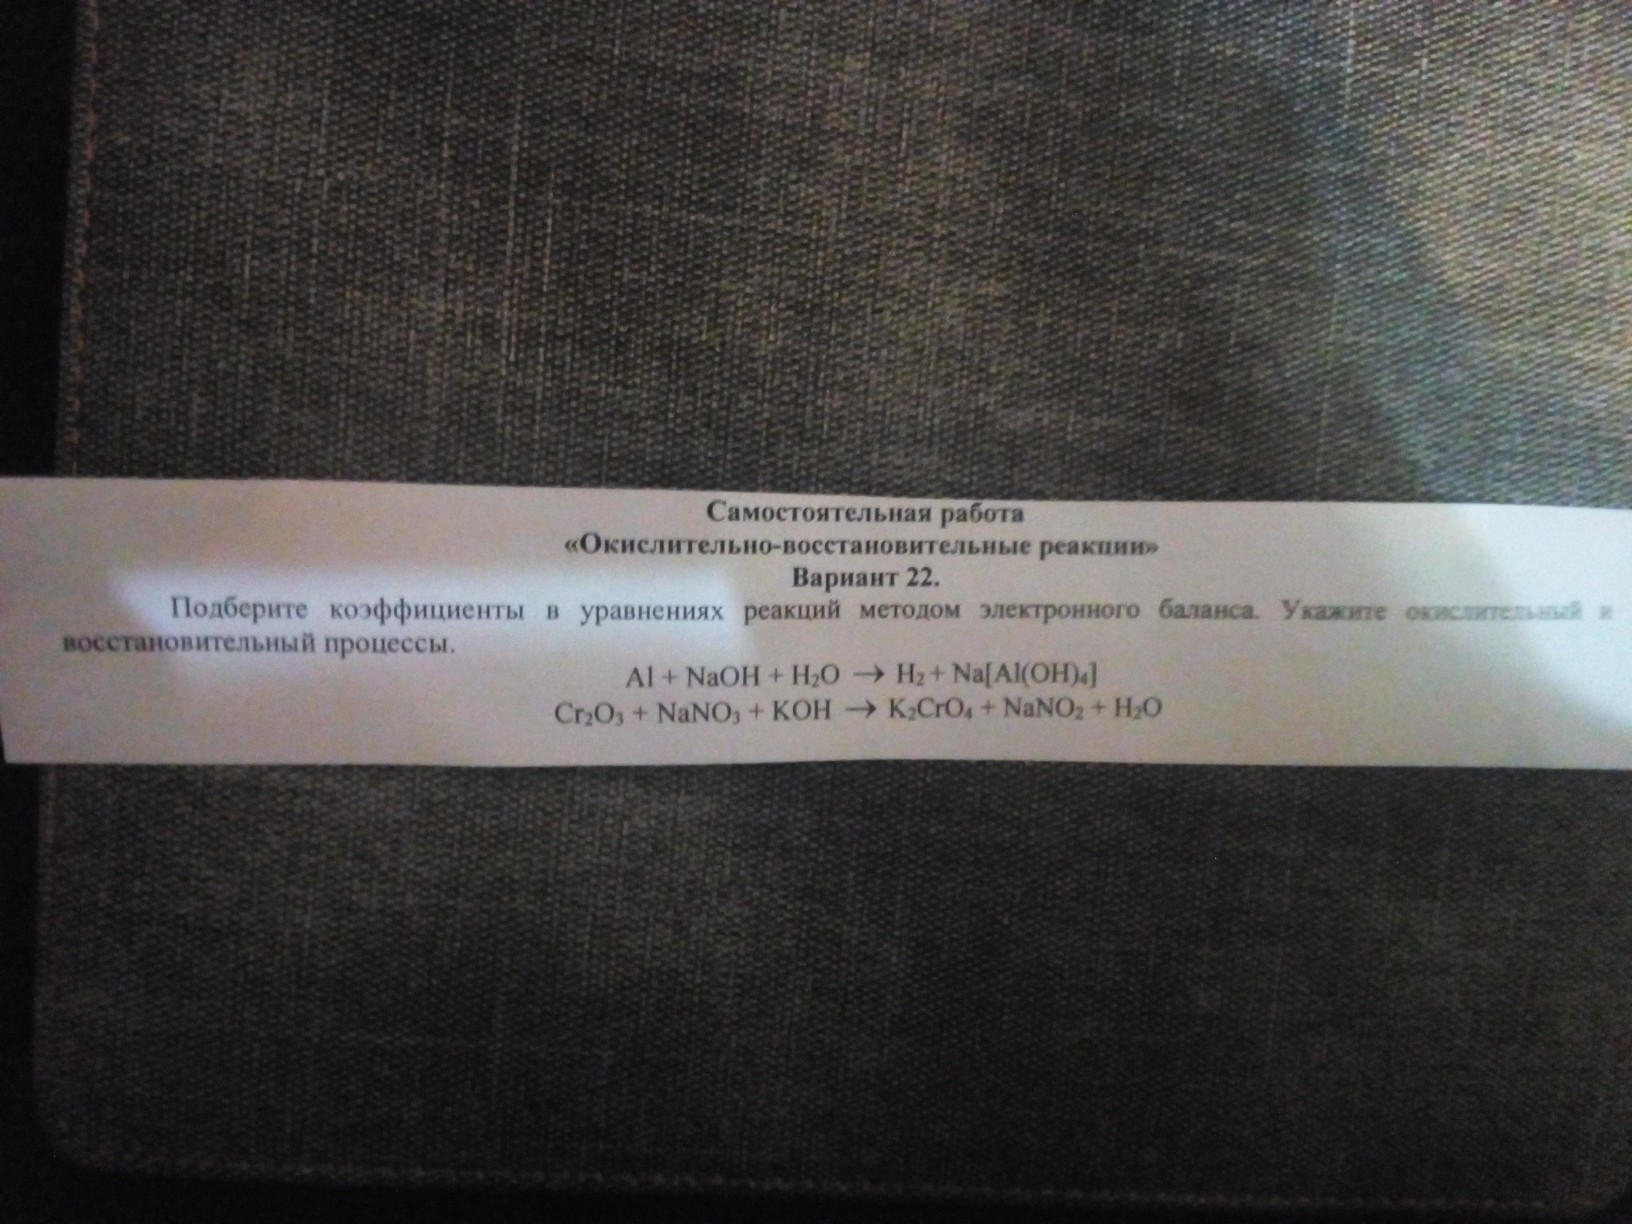 Самостоятельная работа
«Окислительно-восстановительные реакции»
Вариант 22.
Подберите коэффициенты в уравнениях реакций методом электронного баланса. Укажите окислительный и
восстановительный процессы.
Al + NaOH + H₂O → H₂ + Na[Al(OH)₄]
Cr₂O₃ + NaNO₃ + KOH → K₂CrO₄ + NaNO₂ + H₂O